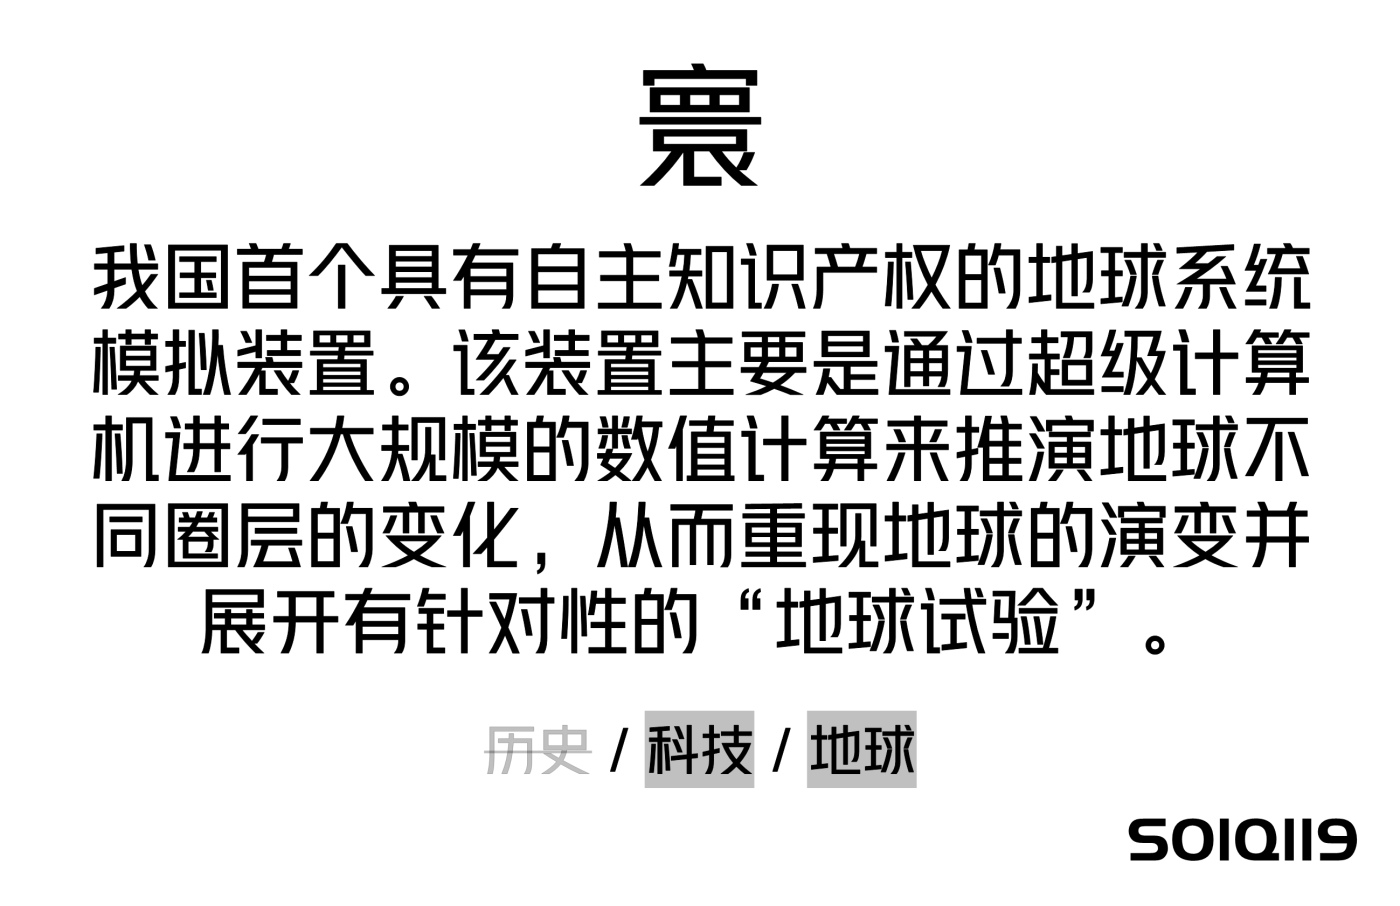 寰
我国首个具有自主知识产权的地球系统
模拟装置。该装置主要是通过超级计算
机进行大规模的数值计算来推演地球不
同圈层的变化，从而重现地球的演变并
展开有针对性的“地球试验”。
历史 / 科技 / 地球
S01Q119